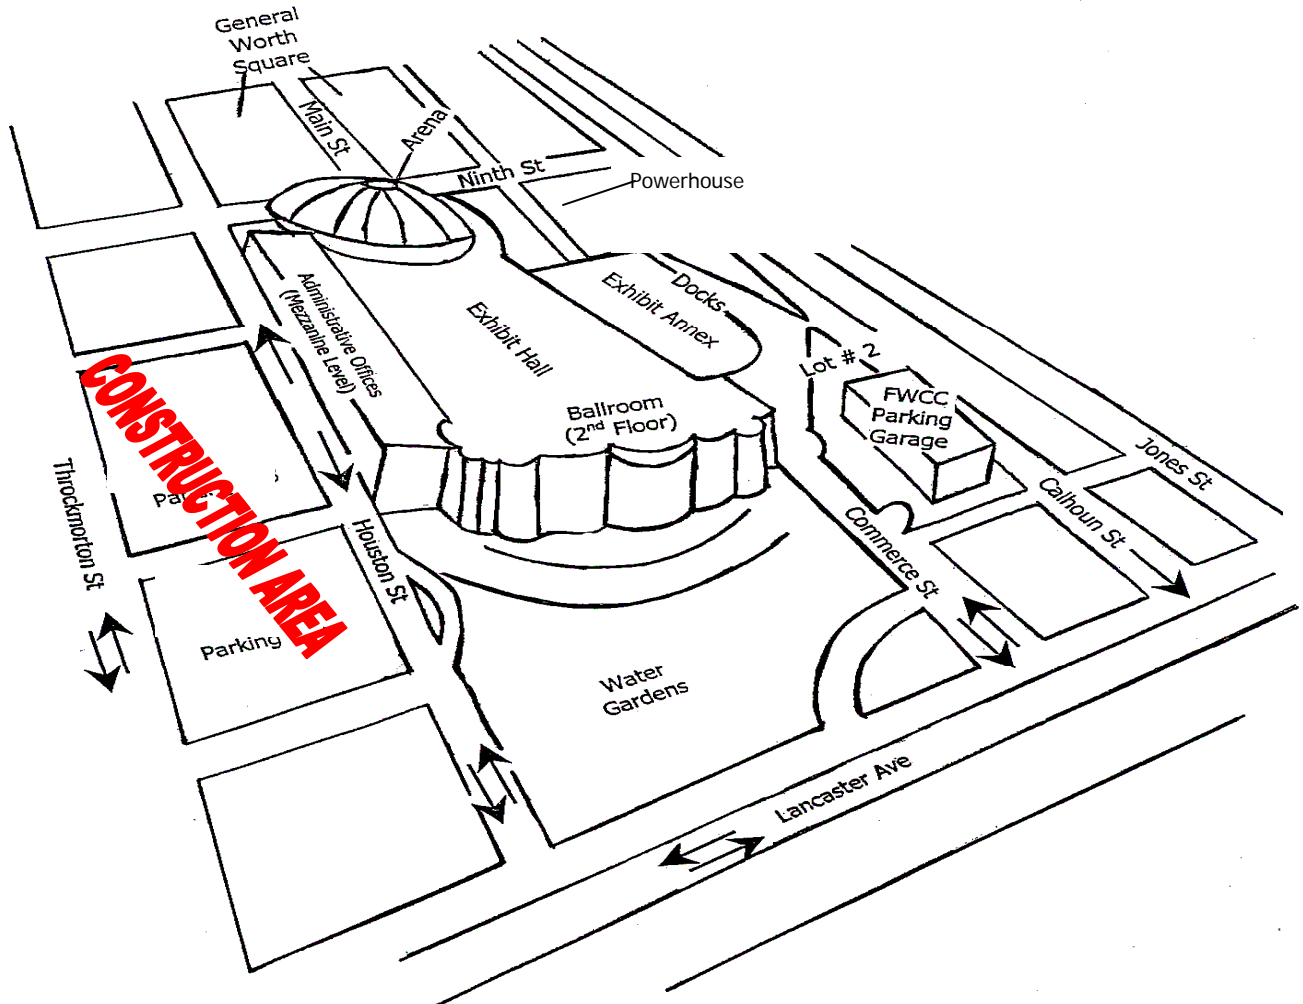 General
Worth
Square
Main St
Arena
Ninth St
Powerhouse
Administrative Offices
(Mezzanine Level)
Exhibit Hall
Docks
Exhibit Annex
Lot # 2
FWCC
Parking
Garage
Ballroom
(2nd Floor)
Jones St
Calhoun St
Commerce St
CONSTRUCTION AREA
Throckmorton St
Houston St
Parking
Water
Gardens
Lancaster Ave